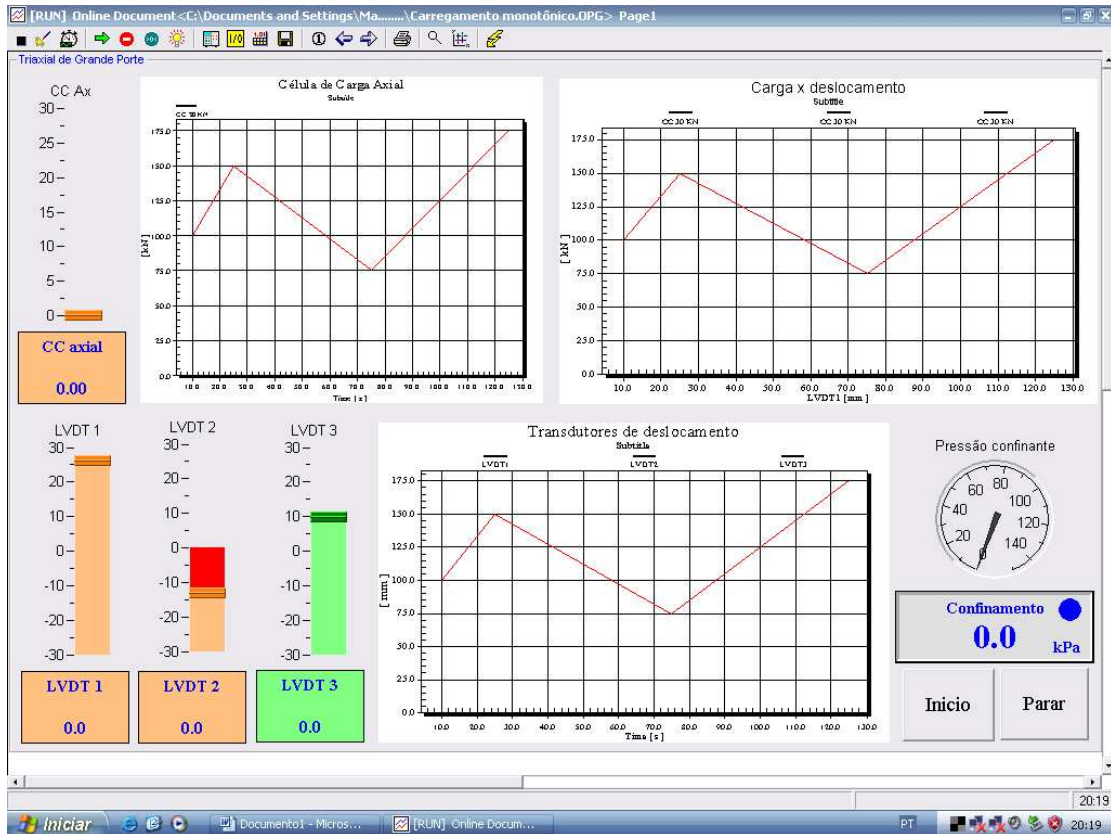 [RUN] Online Document<C:\Documents and Settings\Ma........\Carregamento monotônico.OPG> Page1
Triaxial de Grande Porte
CC Ax
30
25
20
15
10
5
0
CC axial
0.00
Célula de Carga Axial
Subtitle
CC 30 KN
[kN]
175.0
150.0
100.0
75.0
50.0
25.0
0.0
10.0 20.0 30.0 40.0 50.0 60.0 70.0 80.0 90.0 100.0 110.0 120.0 130.0
Time [s]
Carga x deslocamento
Subtitle
CC 30 KN CC 30 KN CC 30 KN
[kN]
175.0
150.0
100.0
75.0
50.0
25.0
0.0
10.0 20.0 30.0 40.0 50.0 60.0 70.0 80.0 90.0 100.0 110.0 120.0 130.0
LVDT1 [mm]
LVDT 1
30
20
10
0
-10
-20
-30
LVDT 1
0.0
LVDT 2
30
20
10
0
-10
-20
-30
LVDT 2
0.0
LVDT 3
30
20
10
0
-10
-20
-30
LVDT 3
0.0
Transdutores de deslocamento
Subtitle
LVDT1 LVDT2 LVDT3
[mm]
175.0
150.0
125.0
100.0
75.0
50.0
25.0
0.0
10.0 20.0 30.0 40.0 50.0 60.0 70.0 80.0 90.0 100.0 110.0 120.0 130.0
Time [s]
Pressão confinante
0 20 40 60 80 100 120 140
Confinamento
0.0 kPa
Inicio Parar
20:19
Iniciar Documento1 - Micros... [RUN] Online Docum... PT 20:19